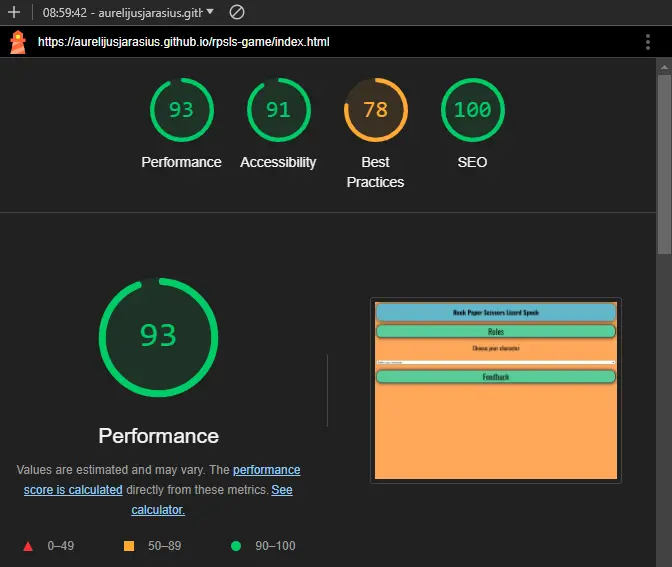 08:59:42 - aurelijusjarasius.gith
https://aurelijusjarasius.github.io/rpsls-game/index.html
93 91 78 100
Performance Accessibility Best Practices SEO
93
Performance
Values are estimated and may vary. The performance
score is calculated directly from these metrics. See
calculator.
0–49 50–89 90–100
Rock Paper Scissors Lizard Spock
Rules
Choose your character
Feedback